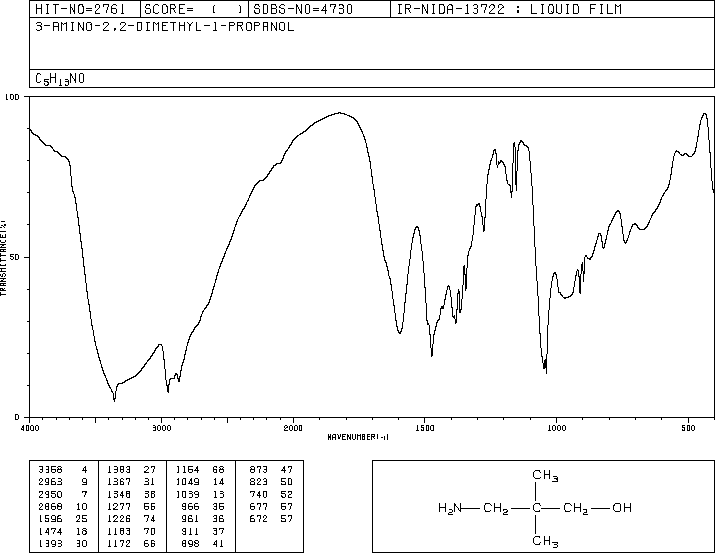 HIT-NO=2761 SCORE= ( ) SDBS-NO=4730 IR-NIDA-13722 : LIQUID FILM
3-AMINO-2,2-DIMETHYL-1-PROPANOL
C5H13NO
100
TRANSMITTANCE(%)
50
0
4000 3000 2000 1500 1000 500
WAVENUMBER(-1)
3358 4 1383 27 1154 68 873 47
2963 9 1367 31 1049 14 823 50
2950 7 1348 38 1039 13 740 52
2868 10 1277 56 966 36 677 57
1596 25 1226 74 961 36 672 57
1474 18 1183 70 911 37
1393 30 1172 66 898 41
CH3
H2N CH2 C CH2 OH
CH3